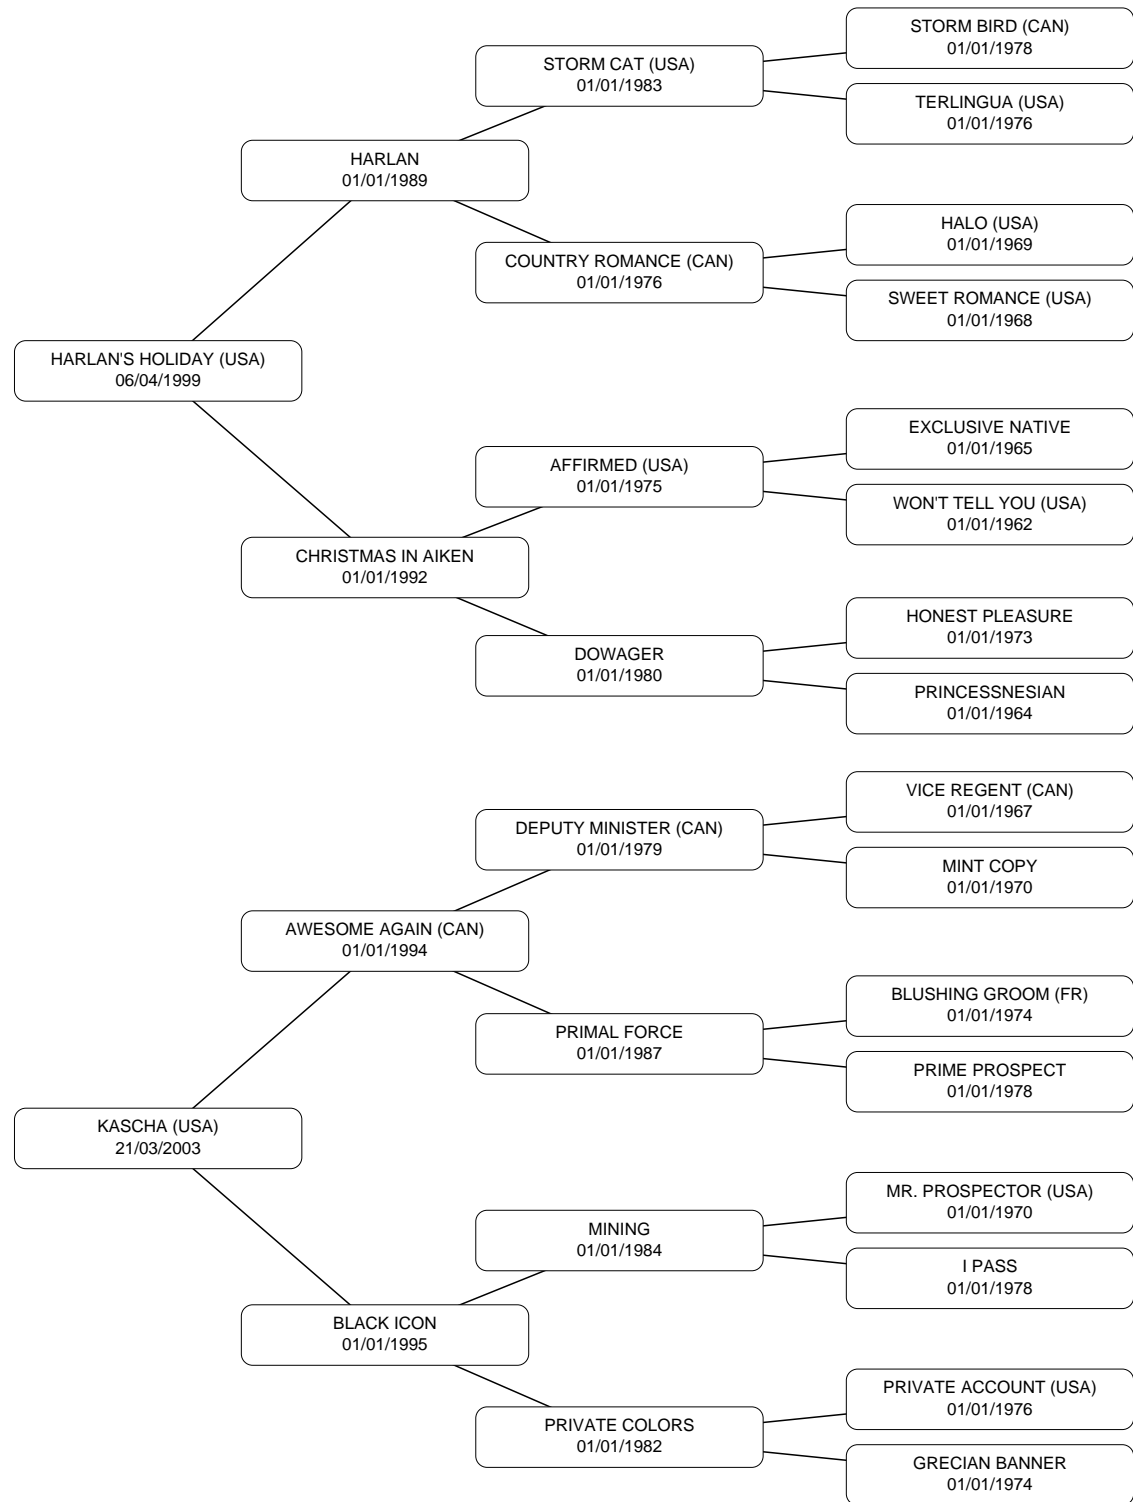 STORM BIRD (CAN)
01/01/1978
STORM CAT (USA)
01/01/1983
TERLINGUA (USA)
01/01/1976
HARLAN
01/01/1989
HALO (USA)
01/01/1969
COUNTRY ROMANCE (CAN)
01/01/1976
SWEET ROMANCE (USA)
01/01/1968
HARLAN'S HOLIDAY (USA)
06/04/1999
EXCLUSIVE NATIVE
01/01/1965
AFFIRMED (USA)
01/01/1975
WON'T TELL YOU (USA)
01/01/1962
CHRISTMAS IN AIKEN
01/01/1992
HONEST PLEASURE
01/01/1973
DOWAGER
01/01/1980
PRINCESSNESIAN
01/01/1964
VICE REGENT (CAN)
01/01/1967
DEPUTY MINISTER (CAN)
01/01/1979
MINT COPY
01/01/1970
AWESOME AGAIN (CAN)
01/01/1994
BLUSHING GROOM (FR)
01/01/1974
PRIMAL FORCE
01/01/1987
PRIME PROSPECT
01/01/1978
KASCHA (USA)
21/03/2003
MR. PROSPECTOR (USA)
01/01/1970
MINING
01/01/1984
I PASS
01/01/1978
BLACK ICON
01/01/1995
PRIVATE ACCOUNT (USA)
01/01/1976
PRIVATE COLORS
01/01/1982
GRECIAN BANNER
01/01/1974